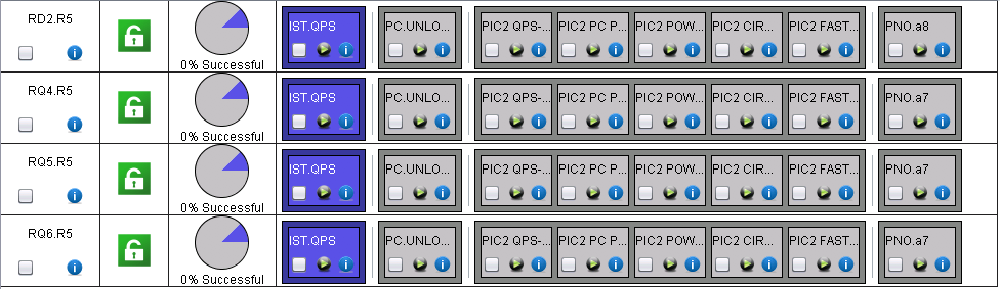 RD2.R5
0% Successful
IST.QPS
PC.UNLO...
PIC2 QPS-...
PIC2 PC P...
PIC2 POW...
PIC2 CIR...
PIC2 FAST...
PNO.a8
RQ4.R5
0% Successful
IST.QPS
PC.UNLO...
PIC2 QPS-...
PIC2 PC P...
PIC2 POW...
PIC2 CIR...
PIC2 FAST...
PNO.a7
RQ5.R5
0% Successful
IST.QPS
PC.UNLO...
PIC2 QPS-...
PIC2 PC P...
PIC2 POW...
PIC2 CIR...
PIC2 FAST...
PNO.a7
RQ6.R5
0% Successful
IST.QPS
PC.UNLO...
PIC2 QPS-...
PIC2 PC P...
PIC2 POW...
PIC2 CIR...
PIC2 FAST...
PNO.a7